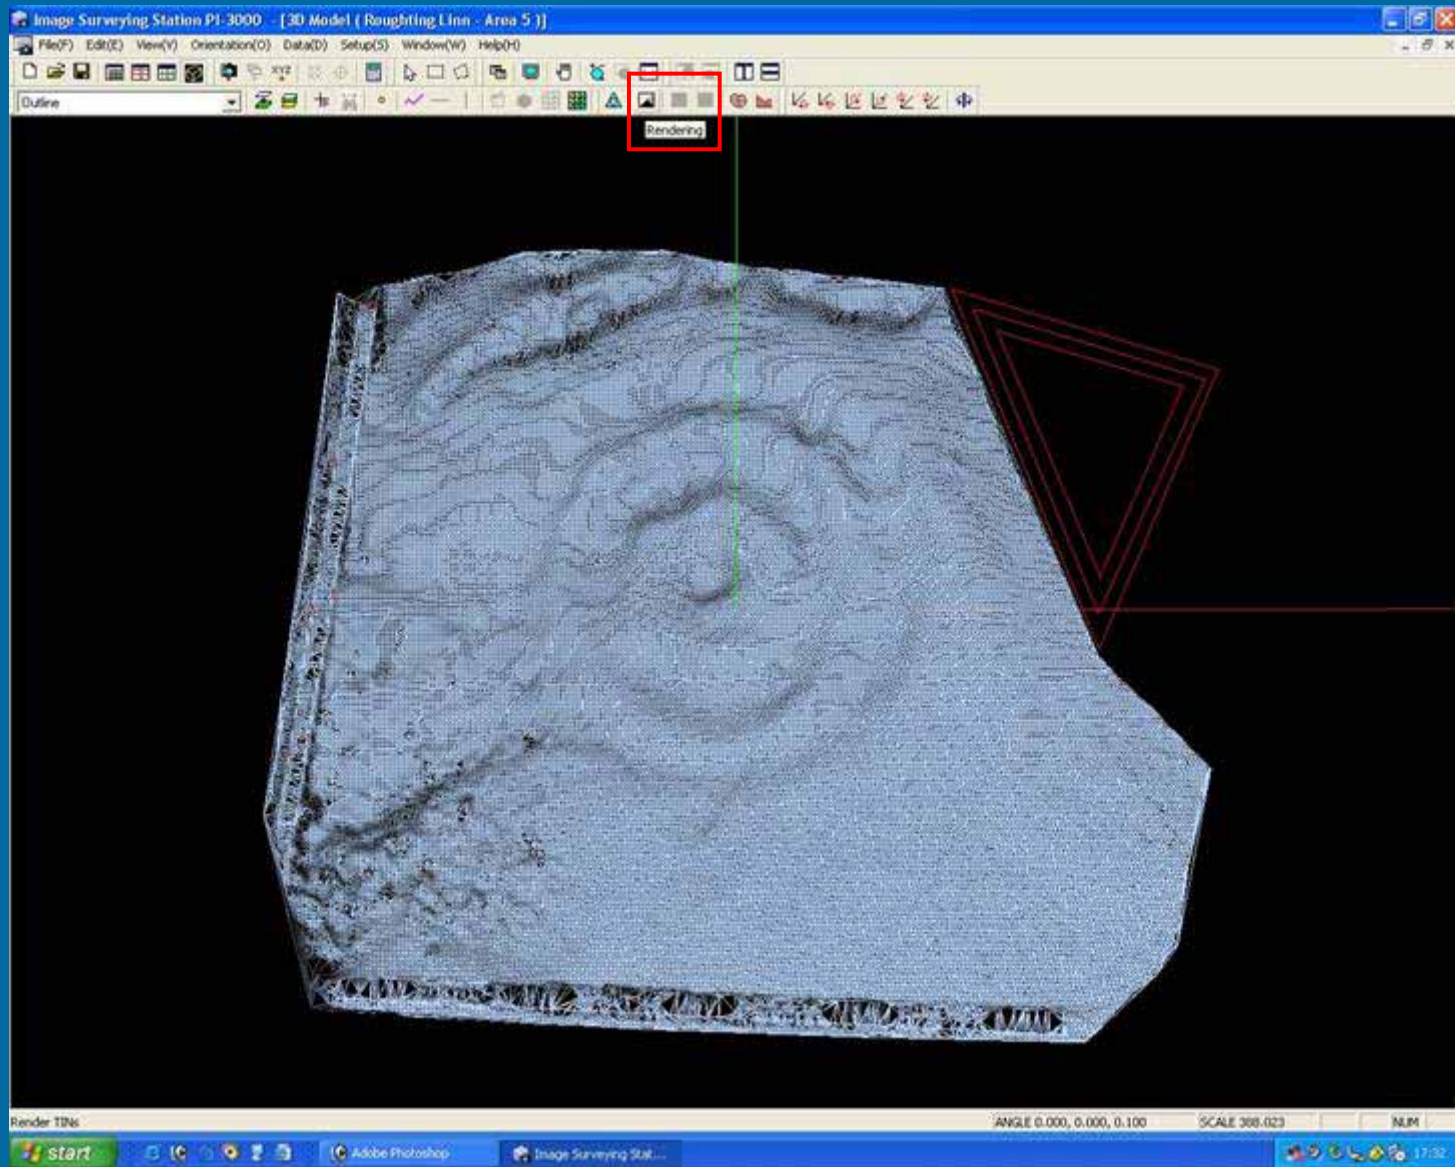 Image Surveying Station PI-3000 - [3D Model ( Roughting Linn - Area 5 )]
File(F) Edit(E) View(V) Orientation(O) Data(D) Setup(S) Window(W) Help(H)
XYZ
Outline
Rendering
Render TINs
ANGLE 0.000, 0.000, 0.100
SCALE 388.023
NUM
start
Adobe Photoshop
Image Surveying Stat...
17:32